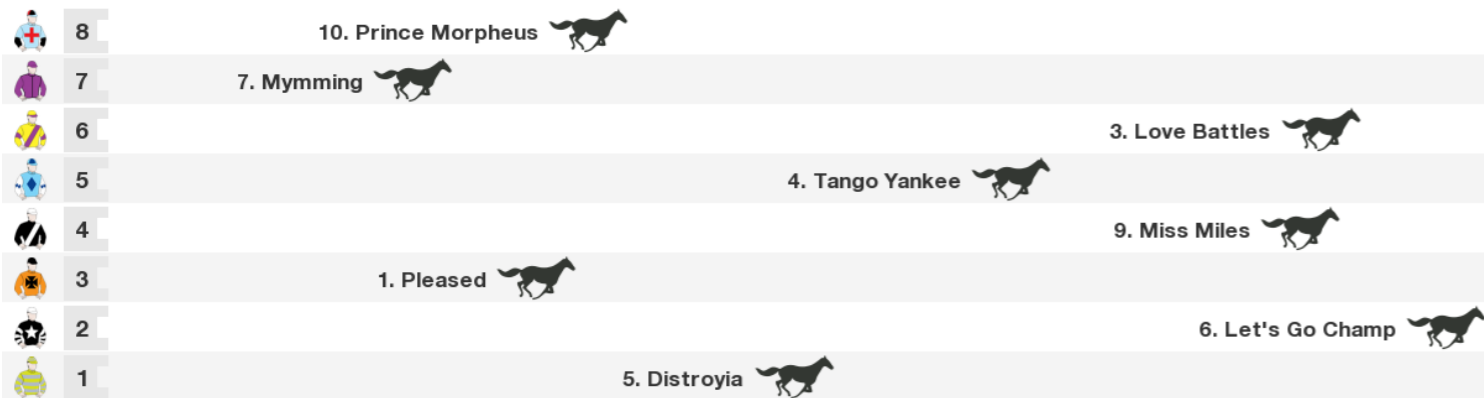 8 10. Prince Morpheus
7 7. Mymming
6 3. Love Battles
5 4. Tango Yankee
4 9. Miss Miles
3 1. Pleased
2 6. Let's Go Champ
1 5. Distroyia